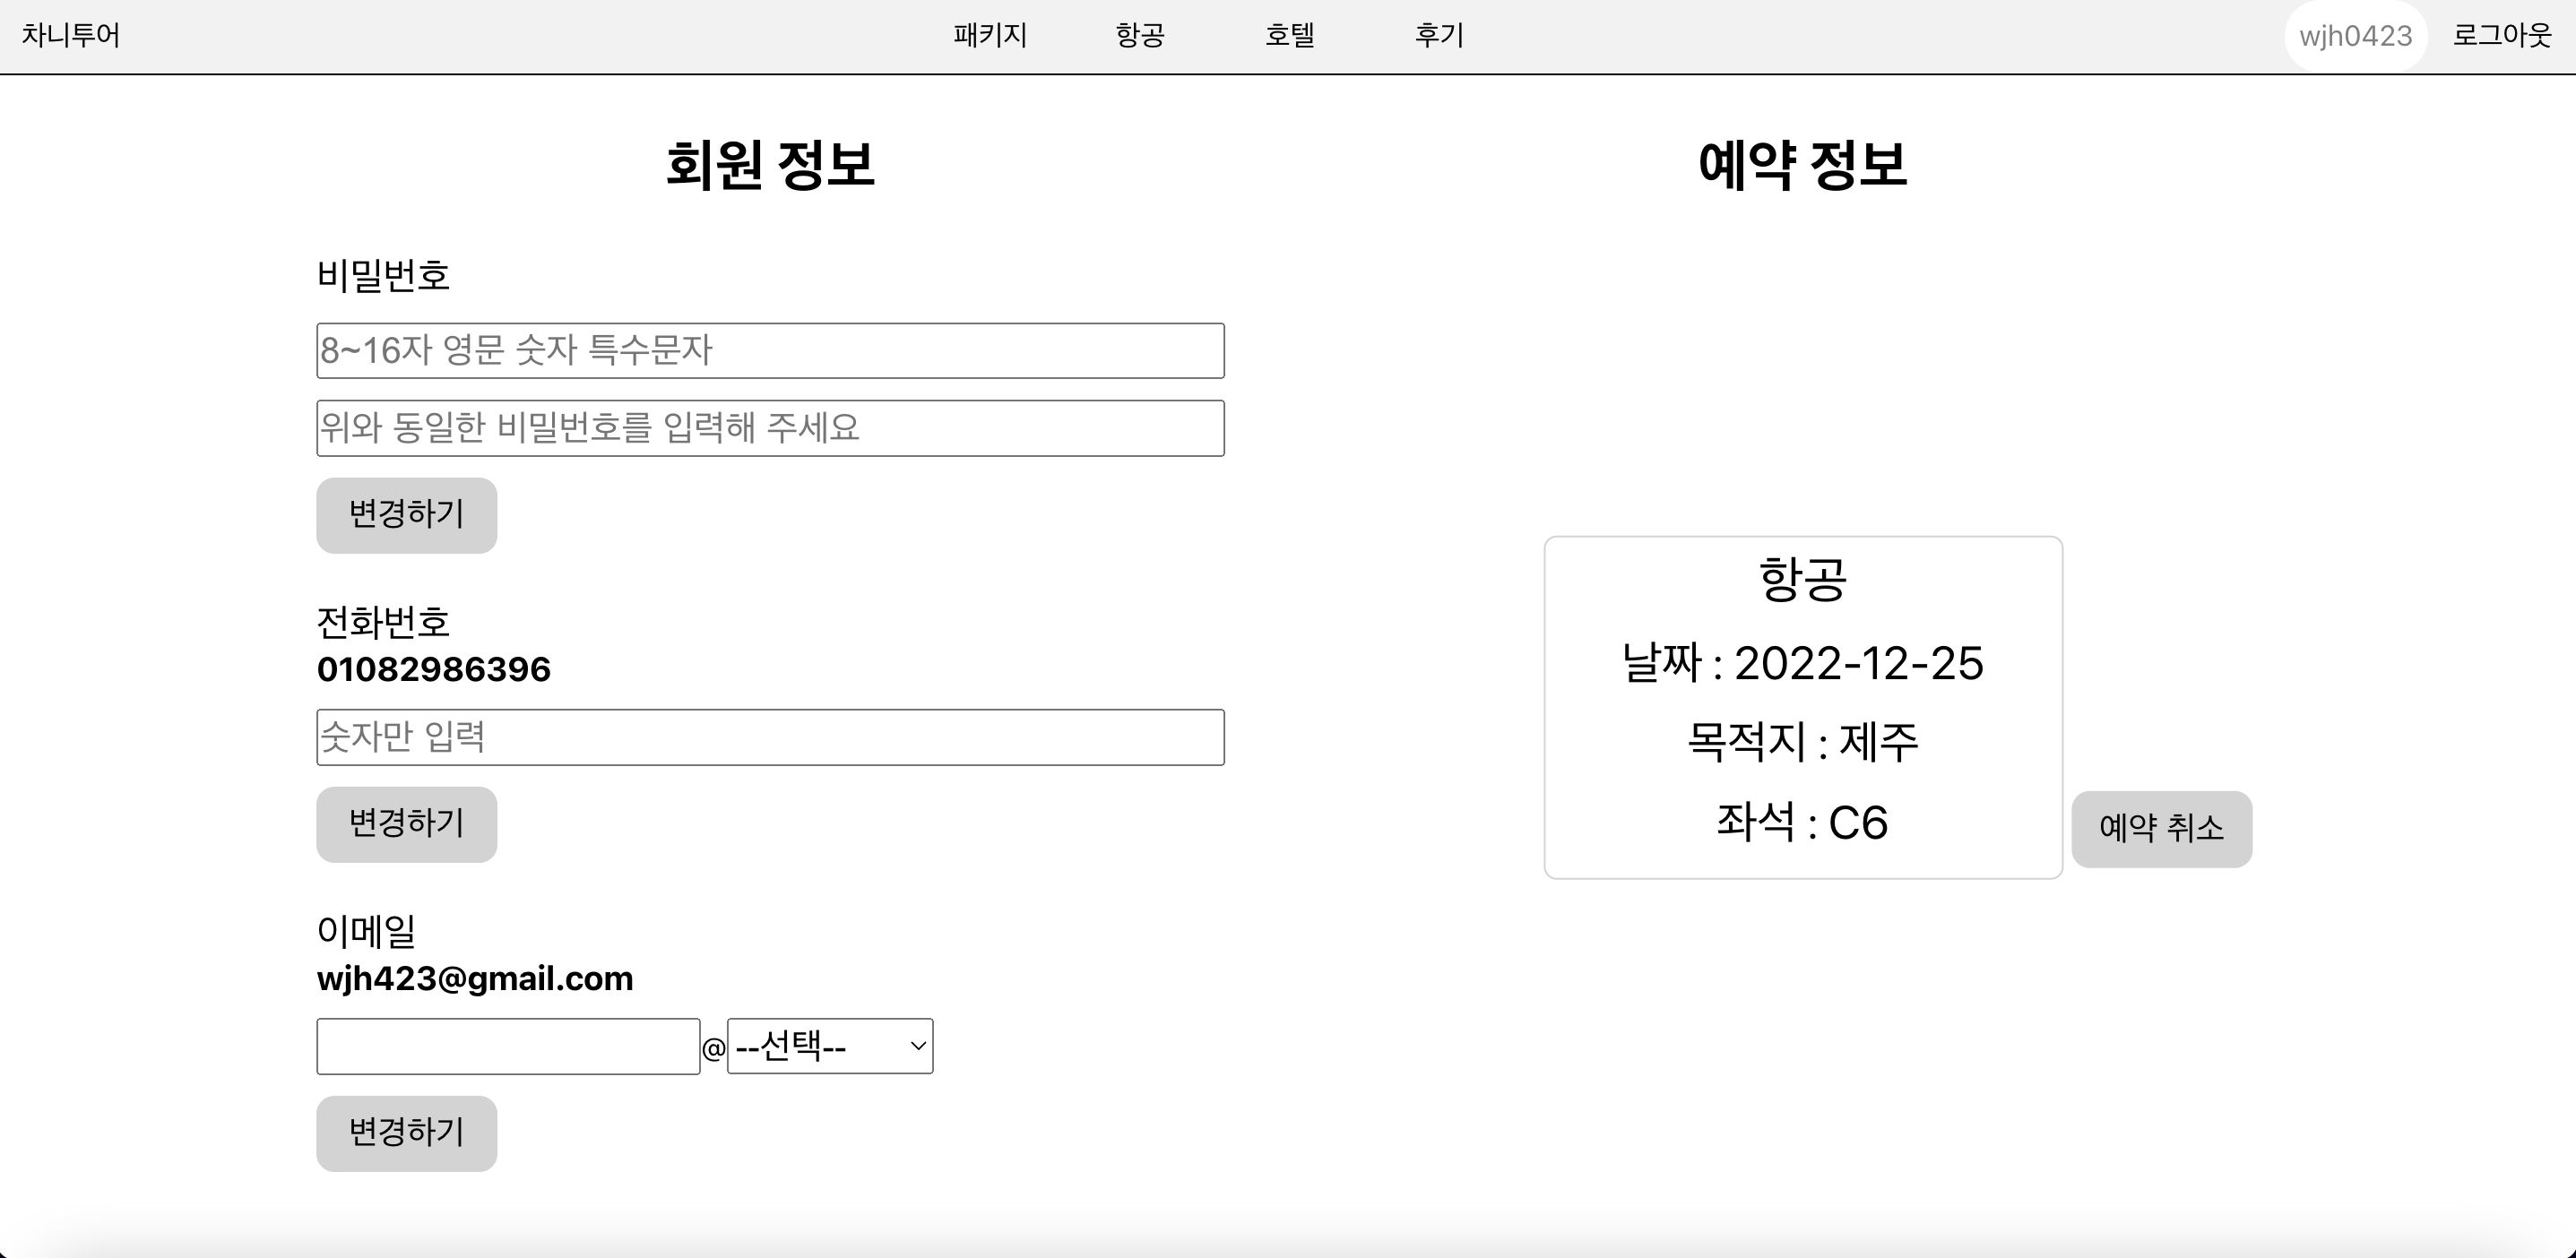 차니투어 패키지 항공 호텔 후기 wjh0423 로그아웃
회원 정보
비밀번호
8~16자 영문 숫자 특수문자
위와 동일한 비밀번호를 입력해 주세요
변경하기
전화번호
01082986396
숫자만 입력
변경하기
이메일
wjh423@gmail.com
@ --선택--
변경하기
예약 정보
항공
날짜 : 2022-12-25
목적지 : 제주
좌석 : C6
예약 취소